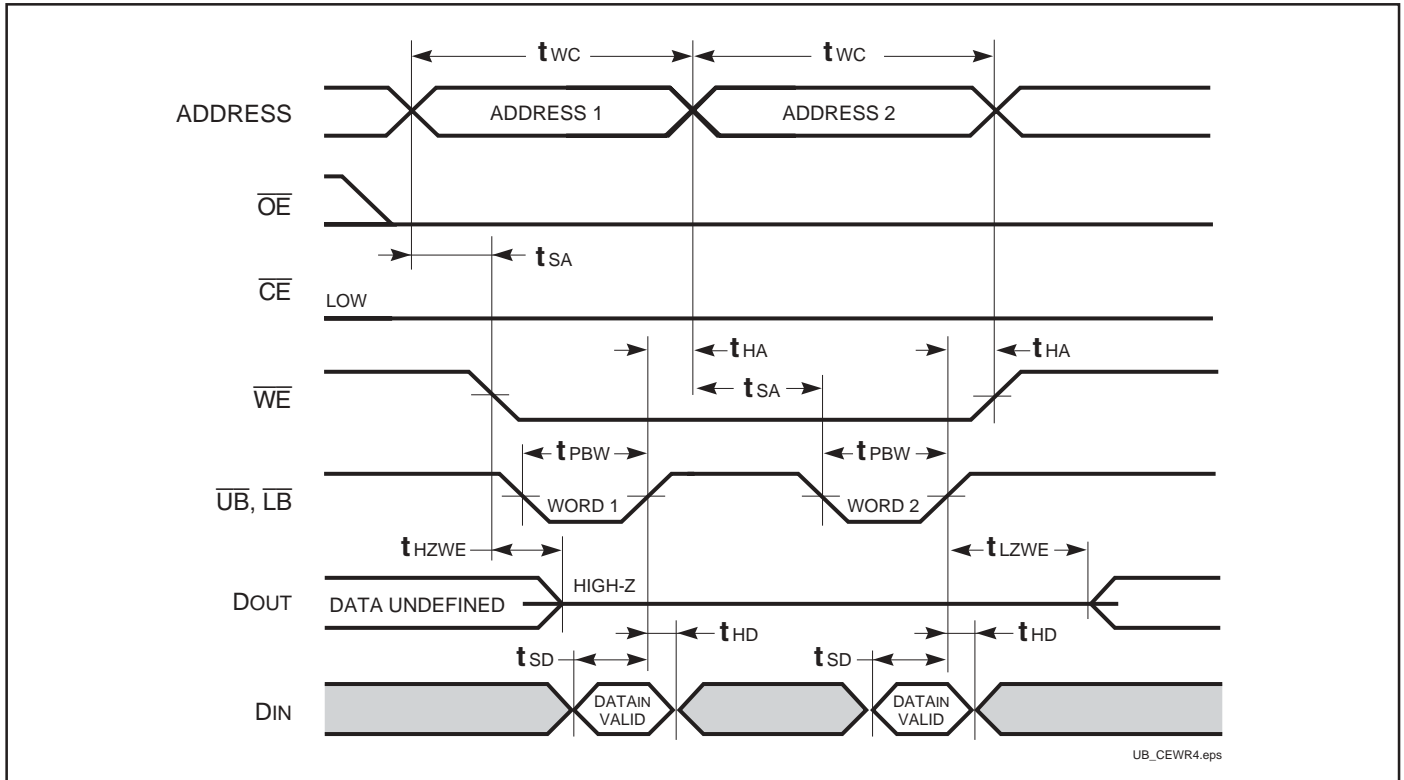 tWC tWC
ADDRESS ADDRESS 1 ADDRESS 2
OE
tSA
CE LOW
tHA tHA
WE tSA
tPBW tPBW
UB, LB WORD 1 WORD 2
tHZWE tLZWE
DOUT DATA UNDEFINED HIGH-Z
tHD tHD
tSD tSD
DIN DATAIN VALID DATAIN VALID
UB_CEWR4.eps